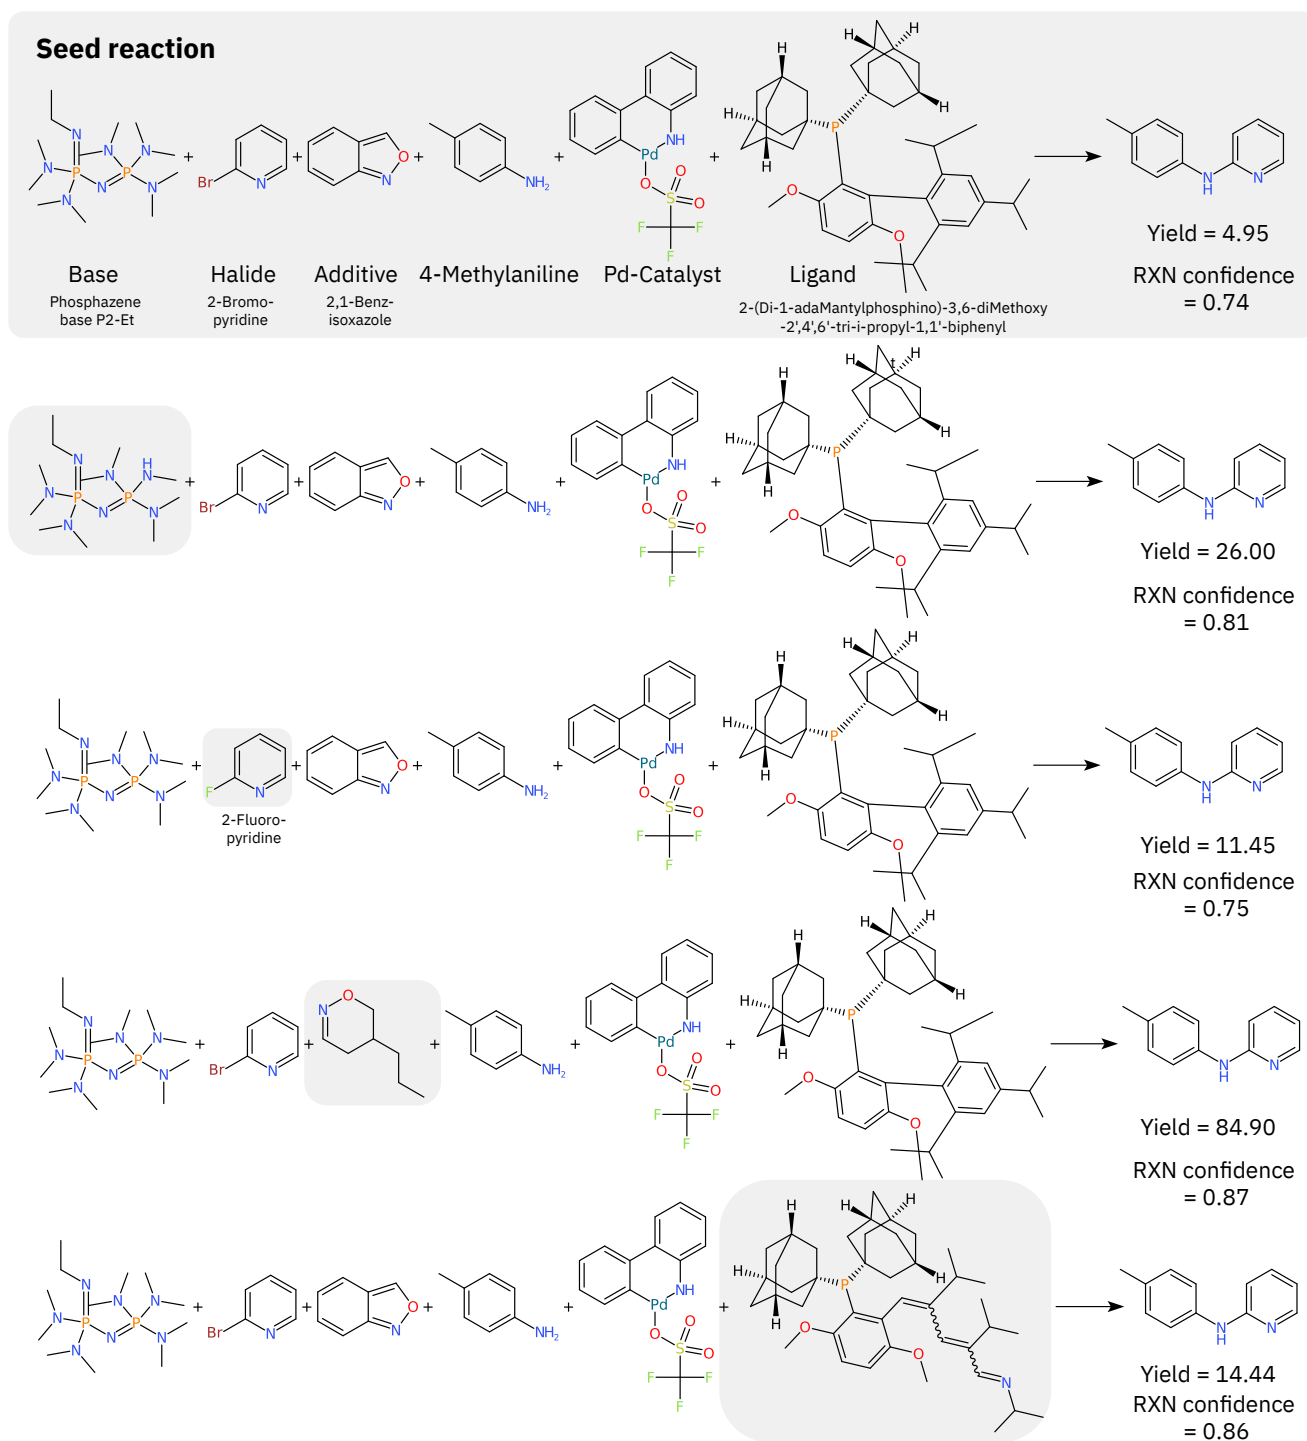 Seed reaction
Base
Phosphazene
base P2-Et
Halide
2-Bromo-
pyridine
Additive
2,1-Benz-
isoxazole
4-Methylaniline
Pd-Catalyst
Ligand
2-(Di-1-adaMantylphosphino)-3,6-diMethoxy
-2',4',6'-tri-i-propyl-1,1'-biphenyl
Yield = 4.95
RXN confidence
= 0.74
t
Yield = 26.00
RXN confidence
= 0.81
2-Fluoro-
pyridine
Yield = 11.45
RXN confidence
= 0.75
Yield = 84.90
RXN confidence
= 0.87
Yield = 14.44
RXN confidence
= 0.86